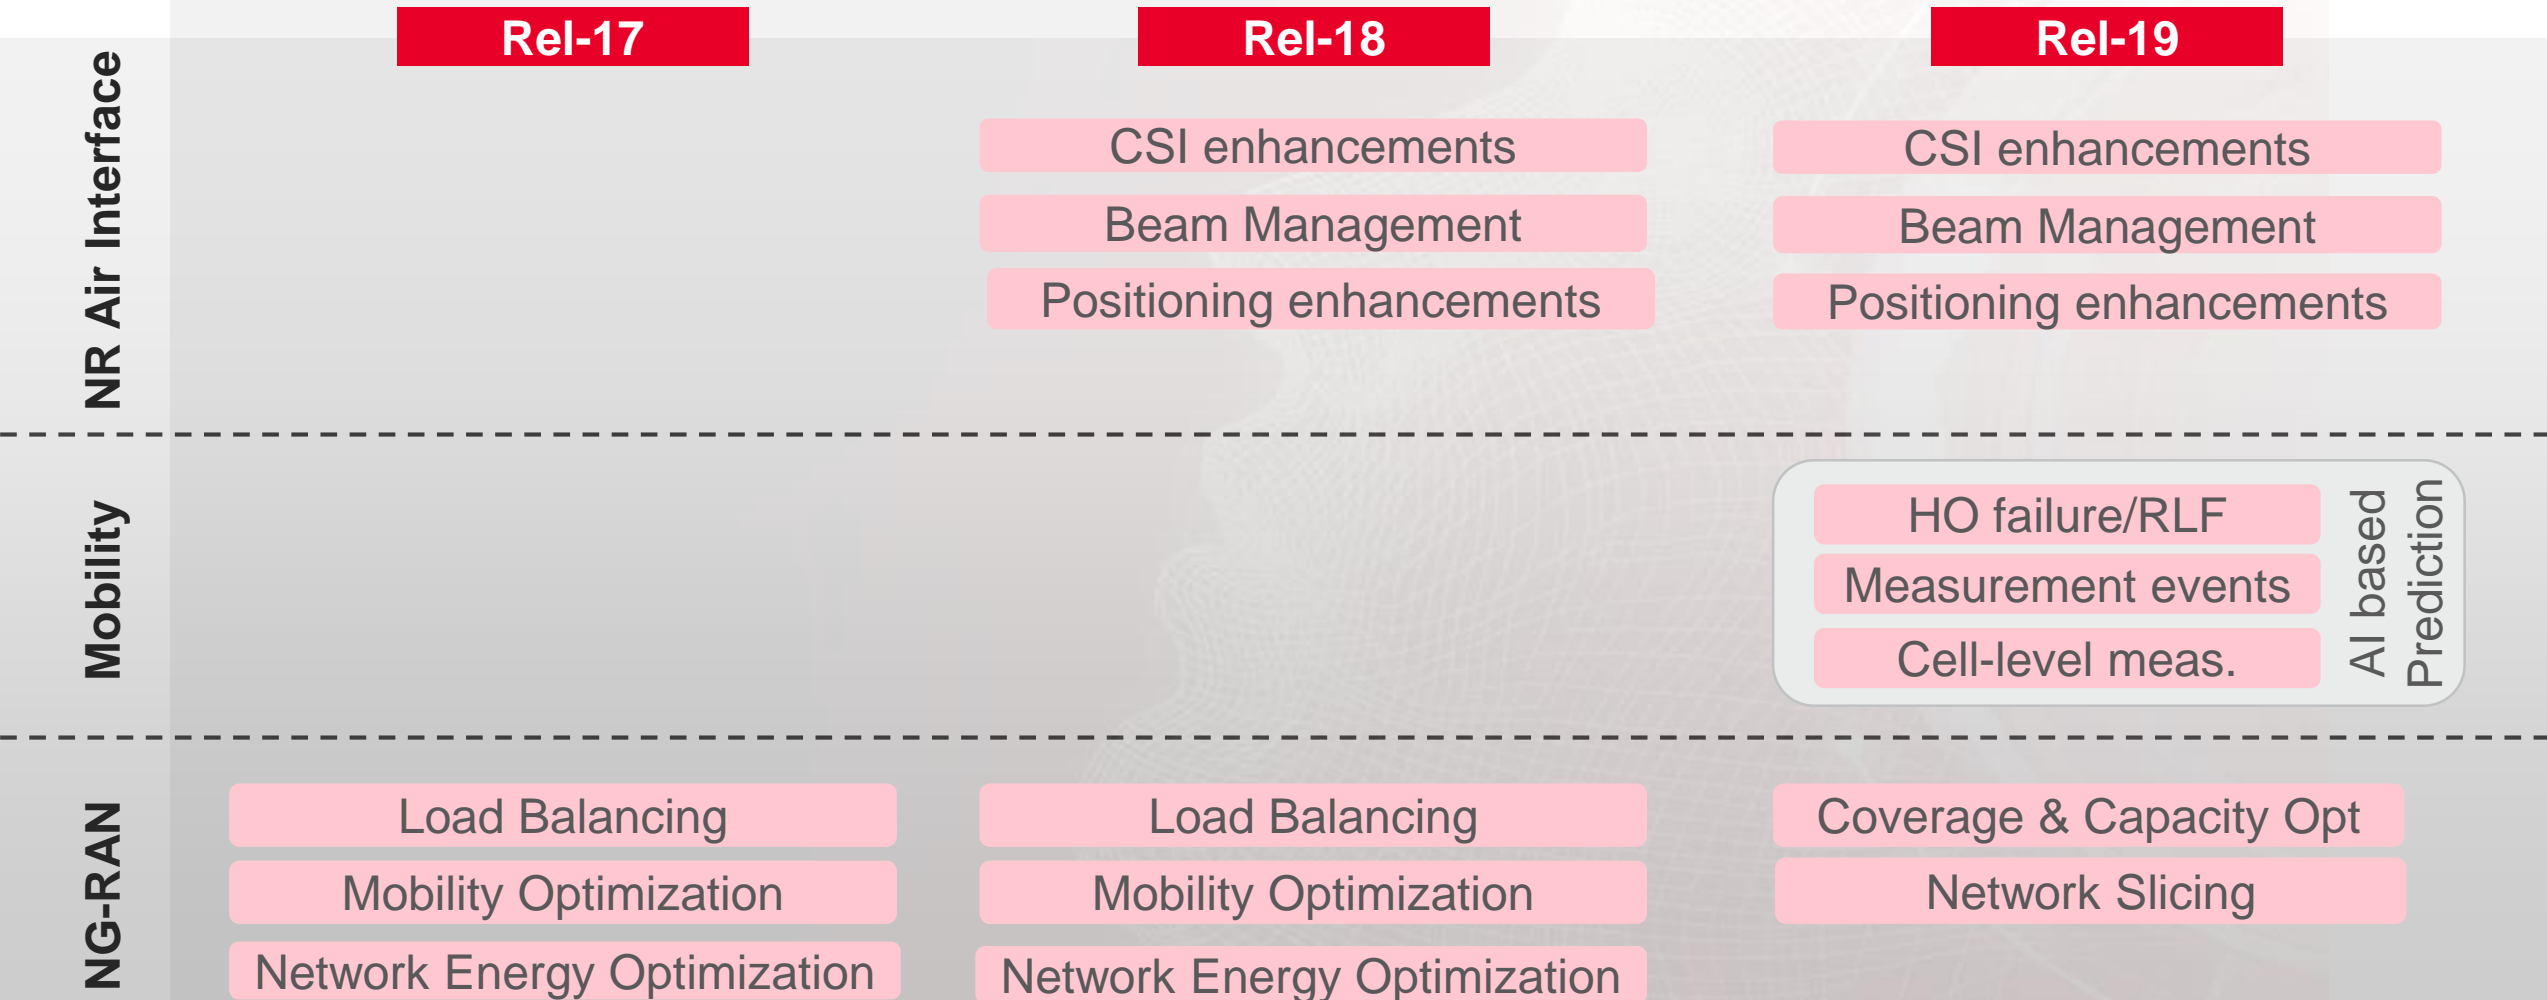 Rel-17
Rel-18
Rel-19
NR Air Interface
CSI enhancements
CSI enhancements
Beam Management
Beam Management
Positioning enhancements
Positioning enhancements
Mobility
HO failure/RLF
Measurement events
Cell-level meas.
AI based
Prediction
NG-RAN
Load Balancing
Load Balancing
Coverage & Capacity Opt
Mobility Optimization
Mobility Optimization
Network Slicing
Network Energy Optimization
Network Energy Optimization